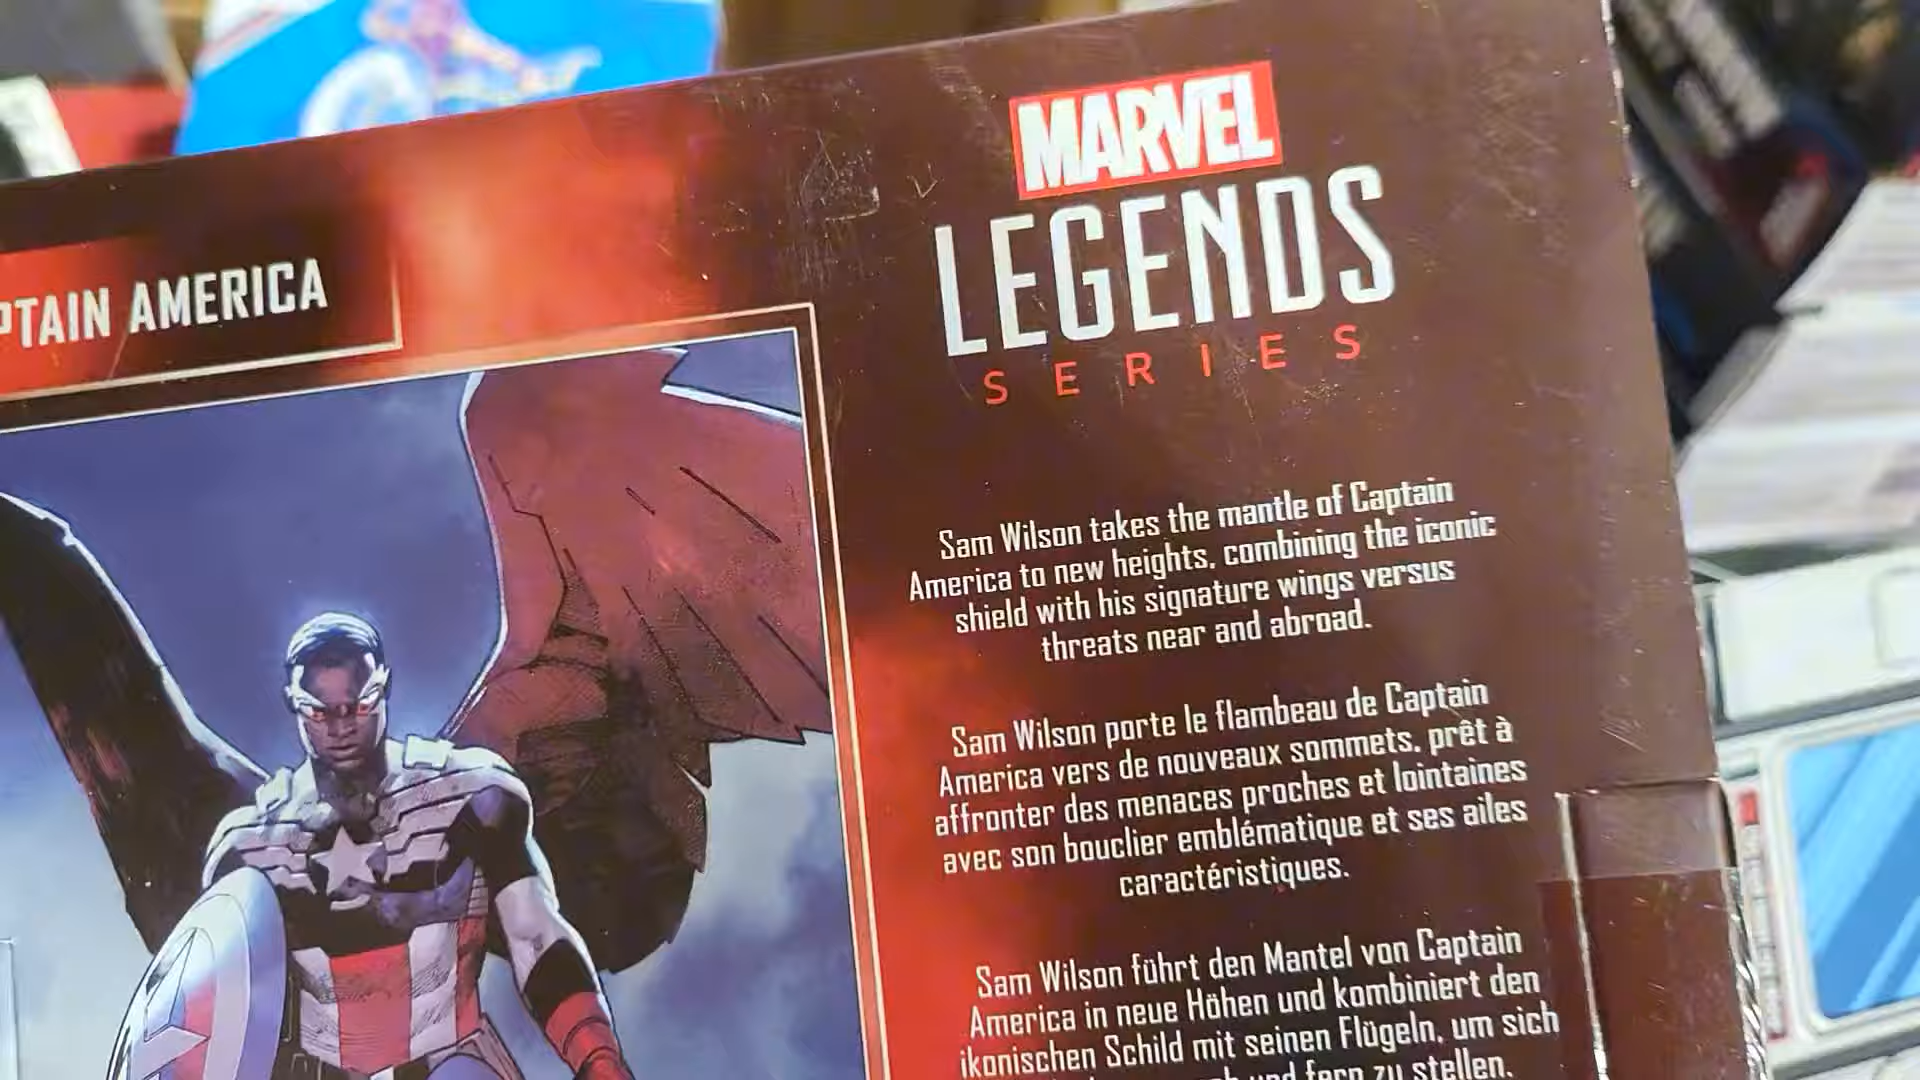 MARVEL
LEGENDS
SERIES
PTAIN AMERICA
Sam Wilson takes the mantle of Captain
America to new heights, combining the iconic
shield with his signature wings versus
threats near and abroad.
Sam Wilson porte le flambeau de Captain
America vers de nouveaux sommets, prêt à
affronter des menaces proches et lointaines
avec son bouclier emblématique et ses ailes
caractéristiques.
Sam Wilson führt den Mantel von Captain
America in neue Höhen und kombiniert den
ikonischen Schild mit seinen Flügeln, um sich
und fern zu stellen.